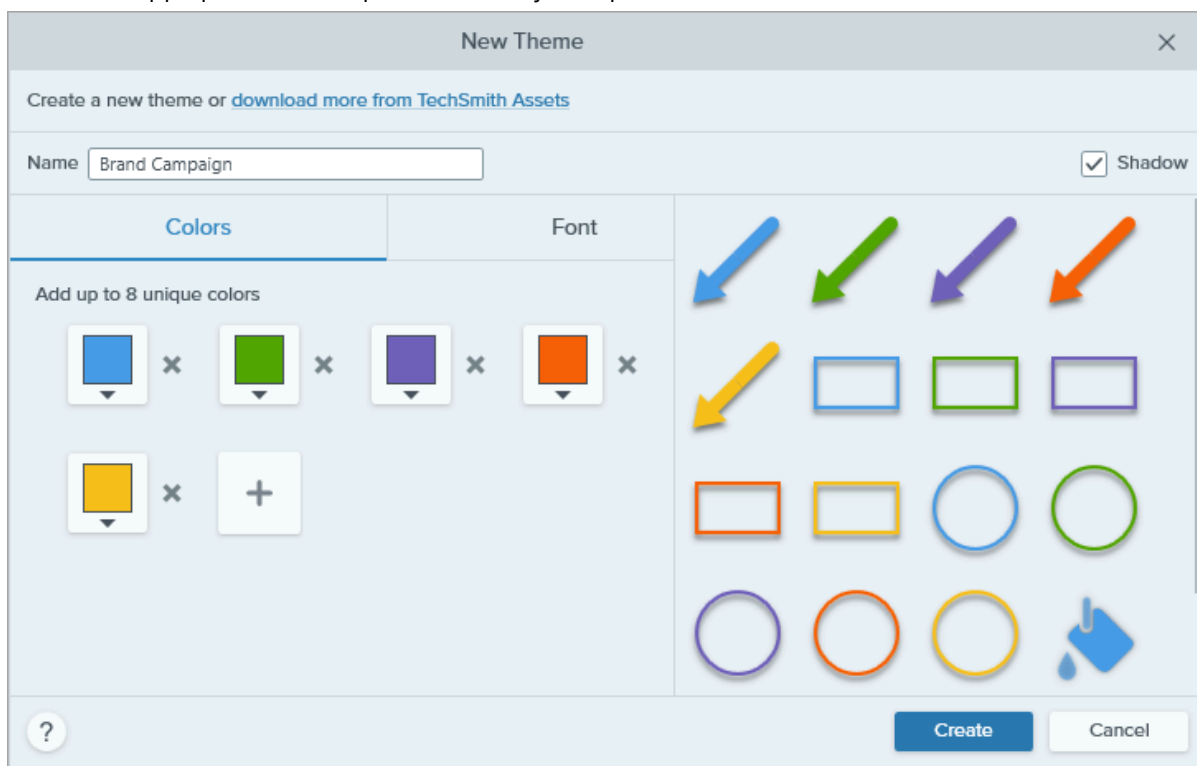 New Theme
Create a new theme or download more from TechSmith Assets
Name Brand Campaign Shadow
Colors Font
Add up to 8 unique colors
? Create Cancel